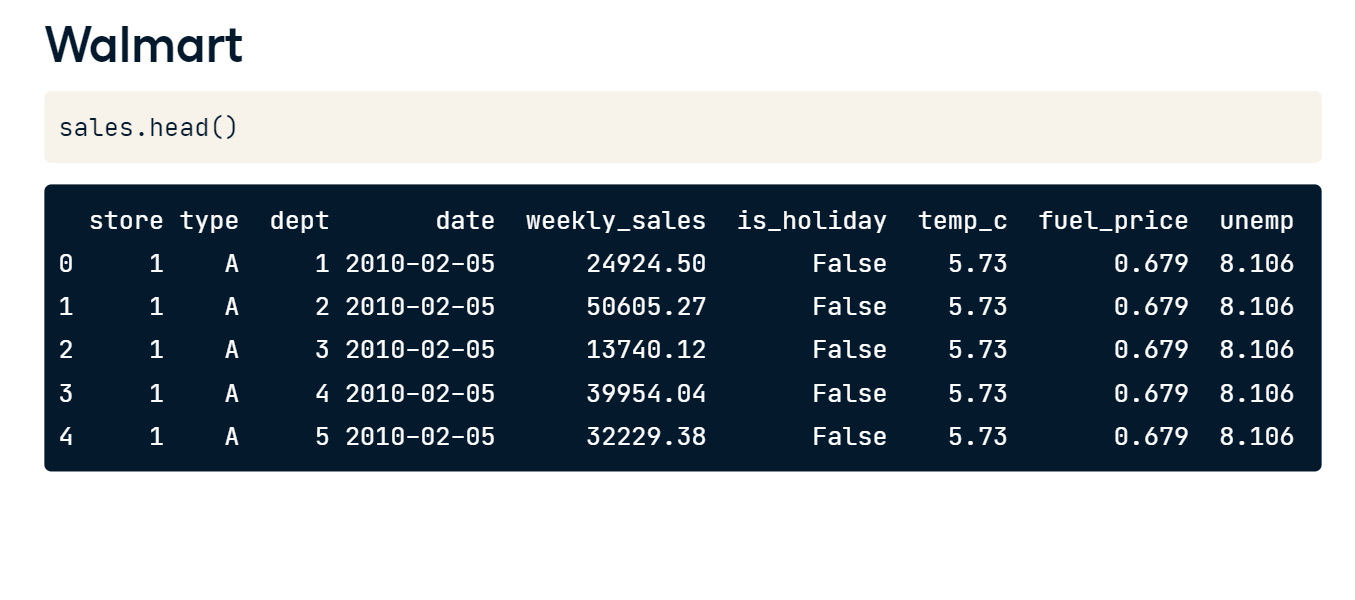 Walmart
sales.head()
store type dept date weekly_sales is_holiday temp_c fuel_price unemp
0 1 A 1 2010-02-05 24924.50 False 5.73 0.679 8.106
1 1 A 2 2010-02-05 50605.27 False 5.73 0.679 8.106
2 1 A 3 2010-02-05 13740.12 False 5.73 0.679 8.106
3 1 A 4 2010-02-05 39954.04 False 5.73 0.679 8.106
4 1 A 5 2010-02-05 32229.38 False 5.73 0.679 8.106